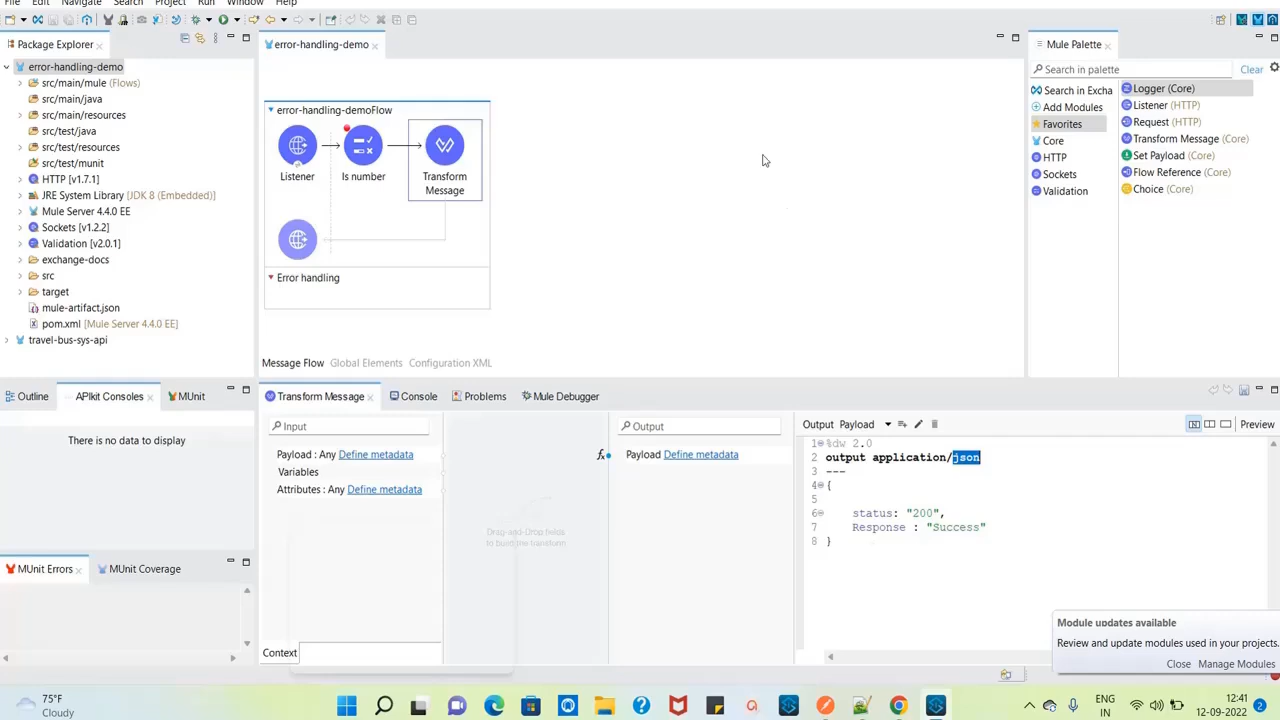 File Edit Navigate Search Project Run Window Help
Package Explorer
error-handling-demo
src/main/mule (Flows)
src/main/java
src/main/resources
src/test/java
src/test/resources
src/test/munit
HTTP [v1.7.1]
JRE System Library [JDK 8 (Embedded)]
Mule Server 4.4.0 EE
Sockets [v1.2.2]
Validation [v2.0.1]
exchange-docs
src
target
mule-artifact.json
pom.xml [Mule Server 4.4.0 EE]
travel-bus-sys-api
error-handling-demo
error-handling-demoFlow
Listener
Is number
Transform
Message
Error handling
Message Flow Global Elements Configuration XML
Mule Palette
Search in palette
Clear
Search in Excha
Add Modules
Favorites
Core
HTTP
Sockets
Validation
Logger (Core)
Listener (HTTP)
Request (HTTP)
Transform Message (Core)
Set Payload (Core)
Flow Reference (Core)
Choice (Core)
Outline APIkit Consoles MUnit
There is no data to display
MUnit Errors MUnit Coverage
Transform Message Console Problems Mule Debugger
Input
Payload : Any Define metadata
Variables
Attributes : Any Define metadata
Context
Drag-and-Drop fields
to build the transform
Output
fx
Payload Define metadata
Output Payload
Preview
1 %dw 2.0
2 output application/json
3 ---
4 {
5
6 status: "200",
7 Response : "Success"
8 }
Module updates available
Review and update modules used in your projects.
Close Manage Modules
75°F
Cloudy
ENG
IN
12:41
12-09-2022